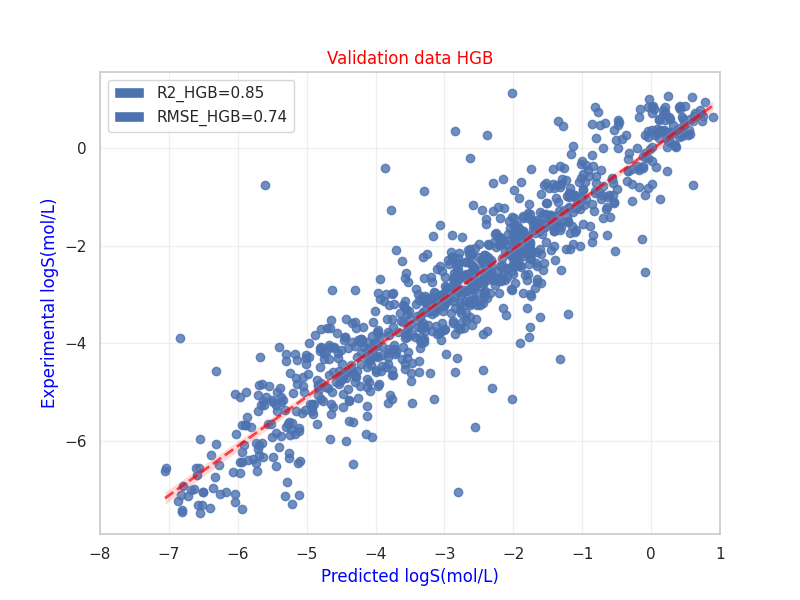 Validation data HGB
R2_HGB=0.85
RMSE_HGB=0.74
Experimental logS(mol/L)
0
−2
−4
−6
−8 −7 −6 −5 −4 −3 −2 −1 0 1
Predicted logS(mol/L)